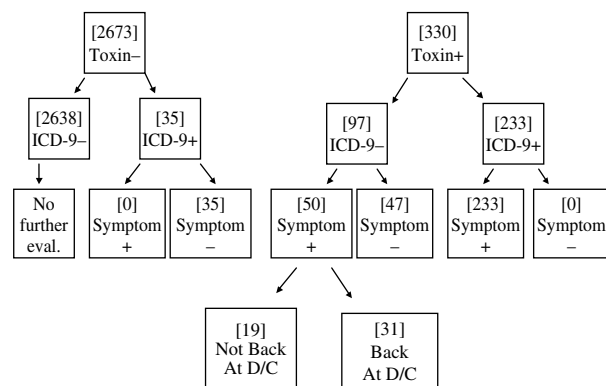 [2673]
Toxin–
[330]
Toxin+
[2638]
ICD-9–
[35]
ICD-9+
[97]
ICD-9–
[233]
ICD-9+
No
further
eval.
[0]
Symptom
+
[35]
Symptom
–
[50]
Symptom
+
[47]
Symptom
–
[233]
Symptom
+
[0]
Symptom
–
[19]
Not Back
At D/C
[31]
Back
At D/C